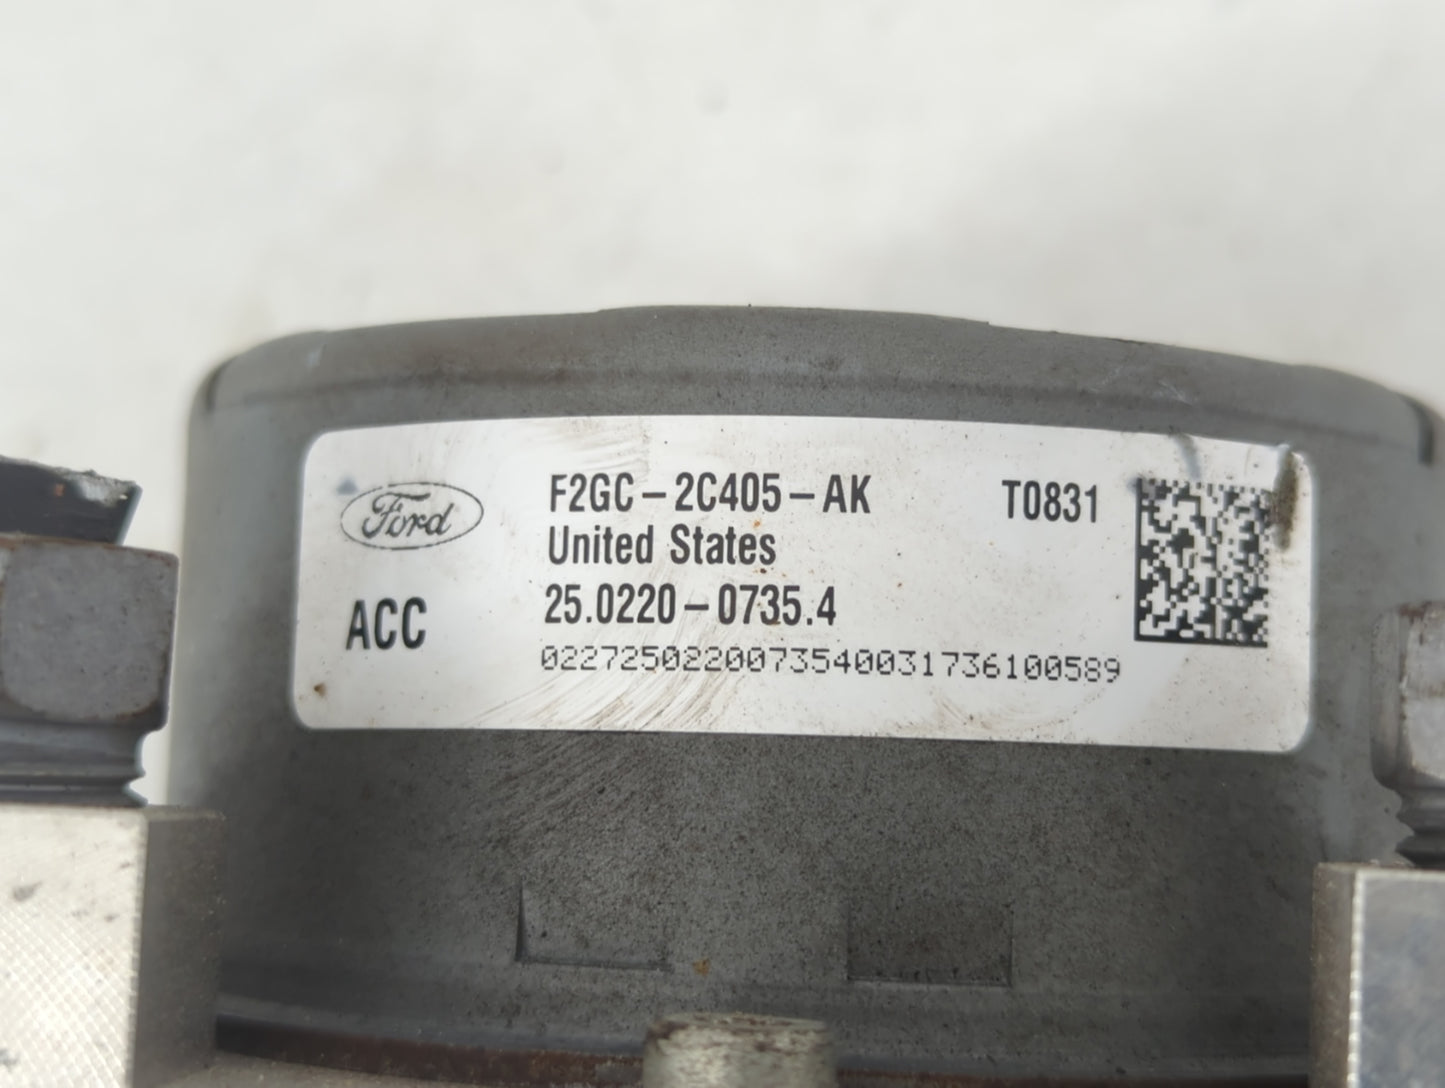 Ford
F2GC-2C405-AK
T0831
United States
25.0220-0735.4
ACC
0227250220073540031736100589